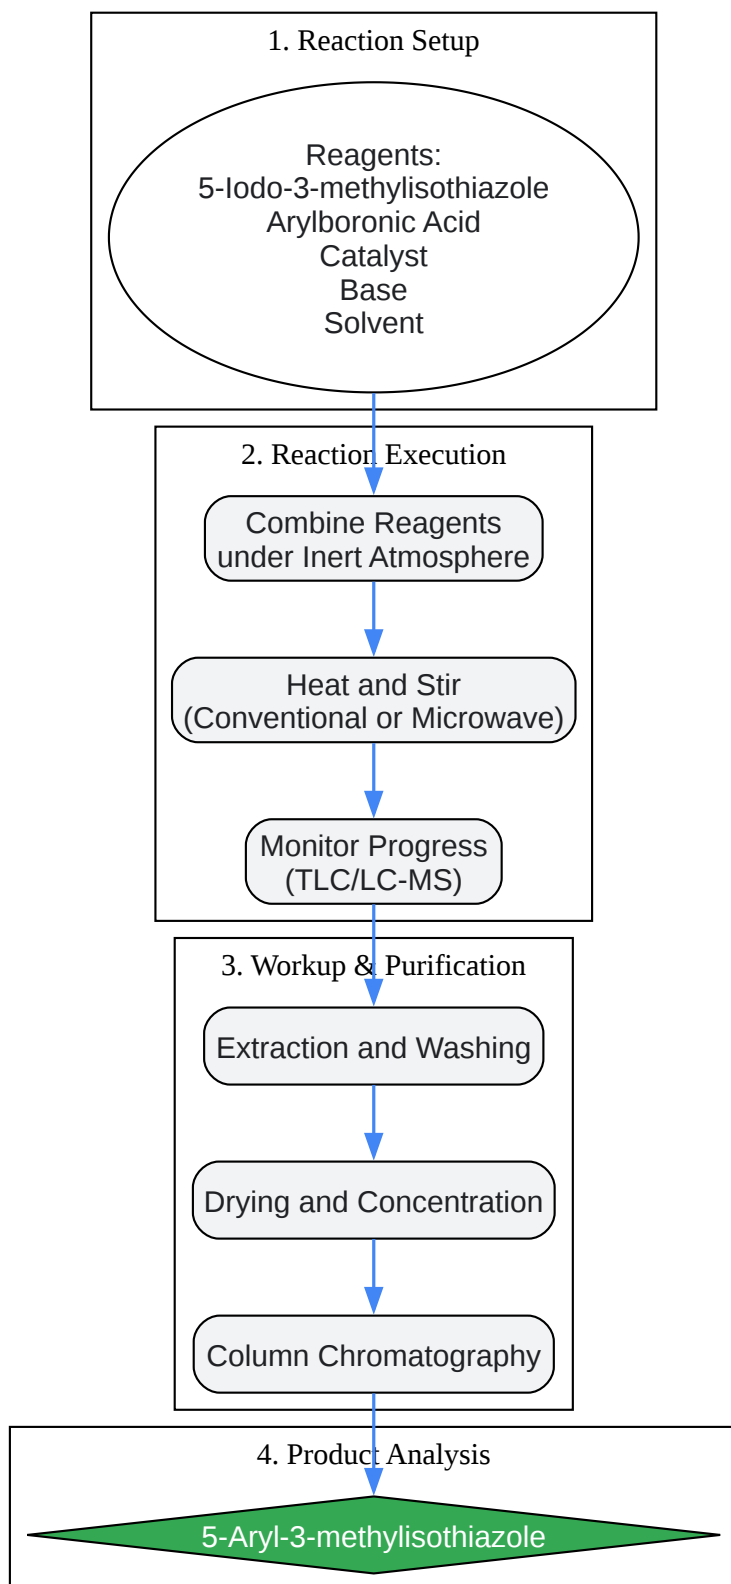 1. Reaction Setup
Reagents:
5-Iodo-3-methylisothiazole
Arylboronic Acid
Catalyst
Base
Solvent
2. Reaction Execution
Combine Reagents
under Inert Atmosphere
Heat and Stir
(Conventional or Microwave)
Monitor Progress
(TLC/LC-MS)
3. Workup & Purification
Extraction and Washing
Drying and Concentration
Column Chromatography
4. Product Analysis
5-Aryl-3-methylisothiazole